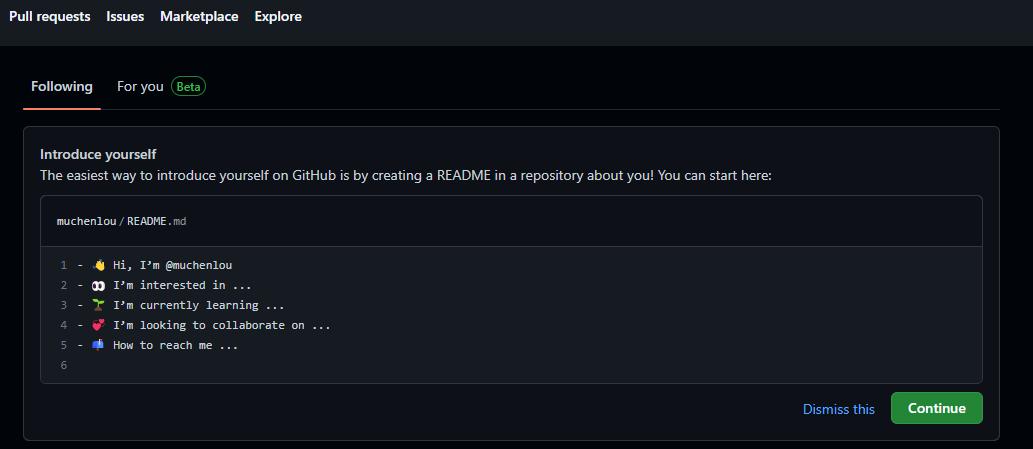 Pull requests Issues Marketplace Explore
Following For you Beta
Introduce yourself
The easiest way to introduce yourself on GitHub is by creating a README in a repository about you! You can start here:
muchenlou/README.md
1 - 👋 Hi, I’m @muchenlou
2 - 👀 I’m interested in ...
3 - 🌱 I’m currently learning ...
4 - 💞️ I’m looking to collaborate on ...
5 - 📫 How to reach me ...
6
Dismiss this Continue